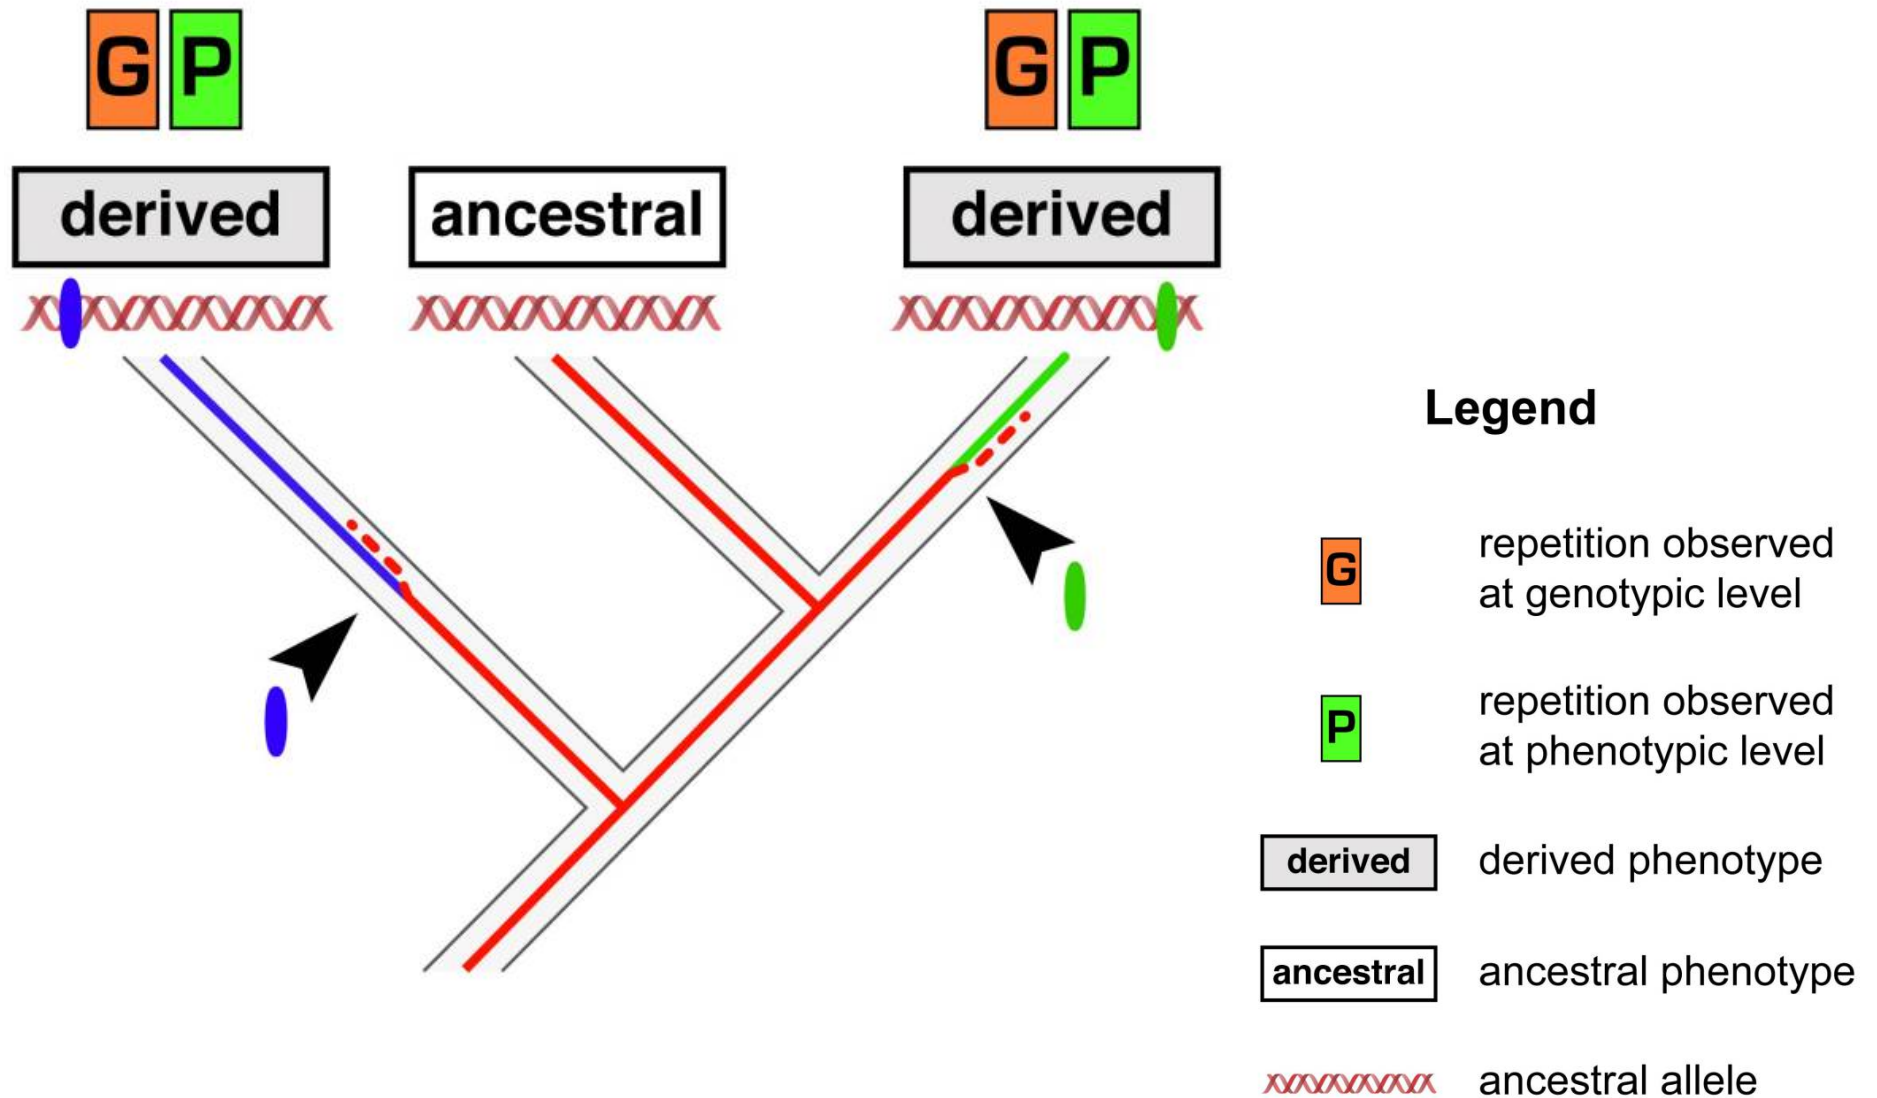 G P G P
derived ancestral derived
Legend
G repetition observed
at genotypic level
P repetition observed
at phenotypic level
derived derived phenotype
ancestral ancestral phenotype
ancestral allele